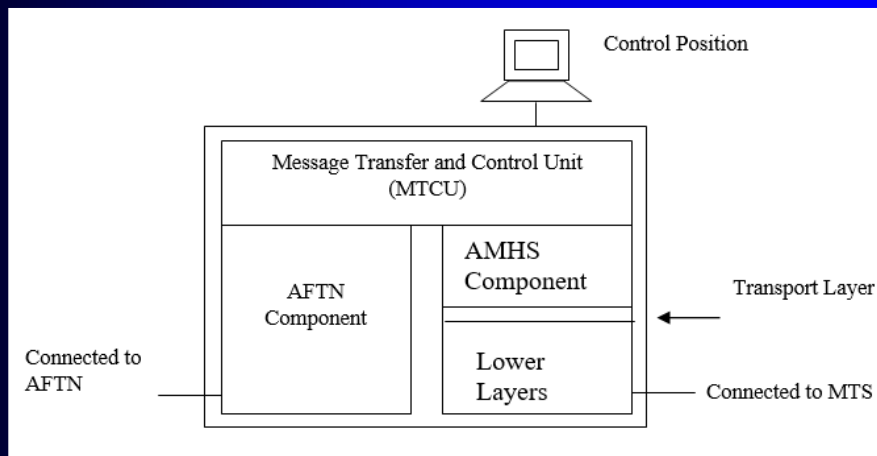 Control Position
Message Transfer and Control Unit
(MTCU)
AMHS
Component
AFTN
Component
Transport Layer
Connected to
AFTN
Lower
Layers
Connected to MTS